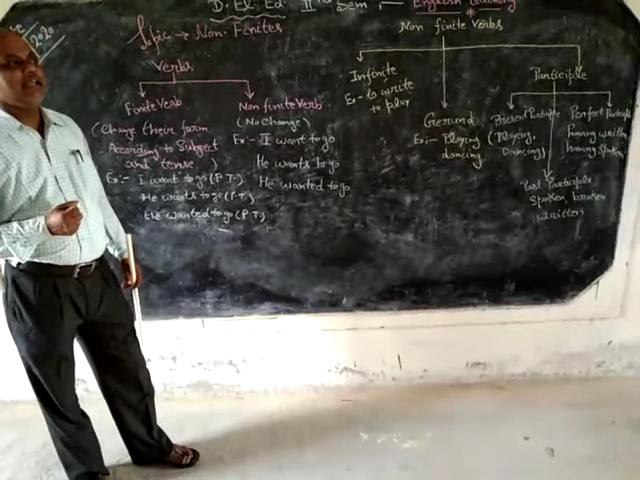 D. El. Ed. IInd Sem, — English Teaching
2020
Topic → Non-Finites
Verbs
Finite Verb
(Change their form
According to Subject
and tense )
Ex:- I want to go (P.T.)
He wants to go (P.T.)
He wanted to go (P.T.)
Non finite Verb
(No Change)
Ex:- I want to go
He wants to go
He wanted to go
Non finite Verbs
Infinite
Ex- to write
to play
Gerund
Ex:- Playing
dancing
Participle
Present Participle
(Playing,
Dancing)
Past Participle
Spoken, broken
written
Perfect Participle
having written
having Spoken